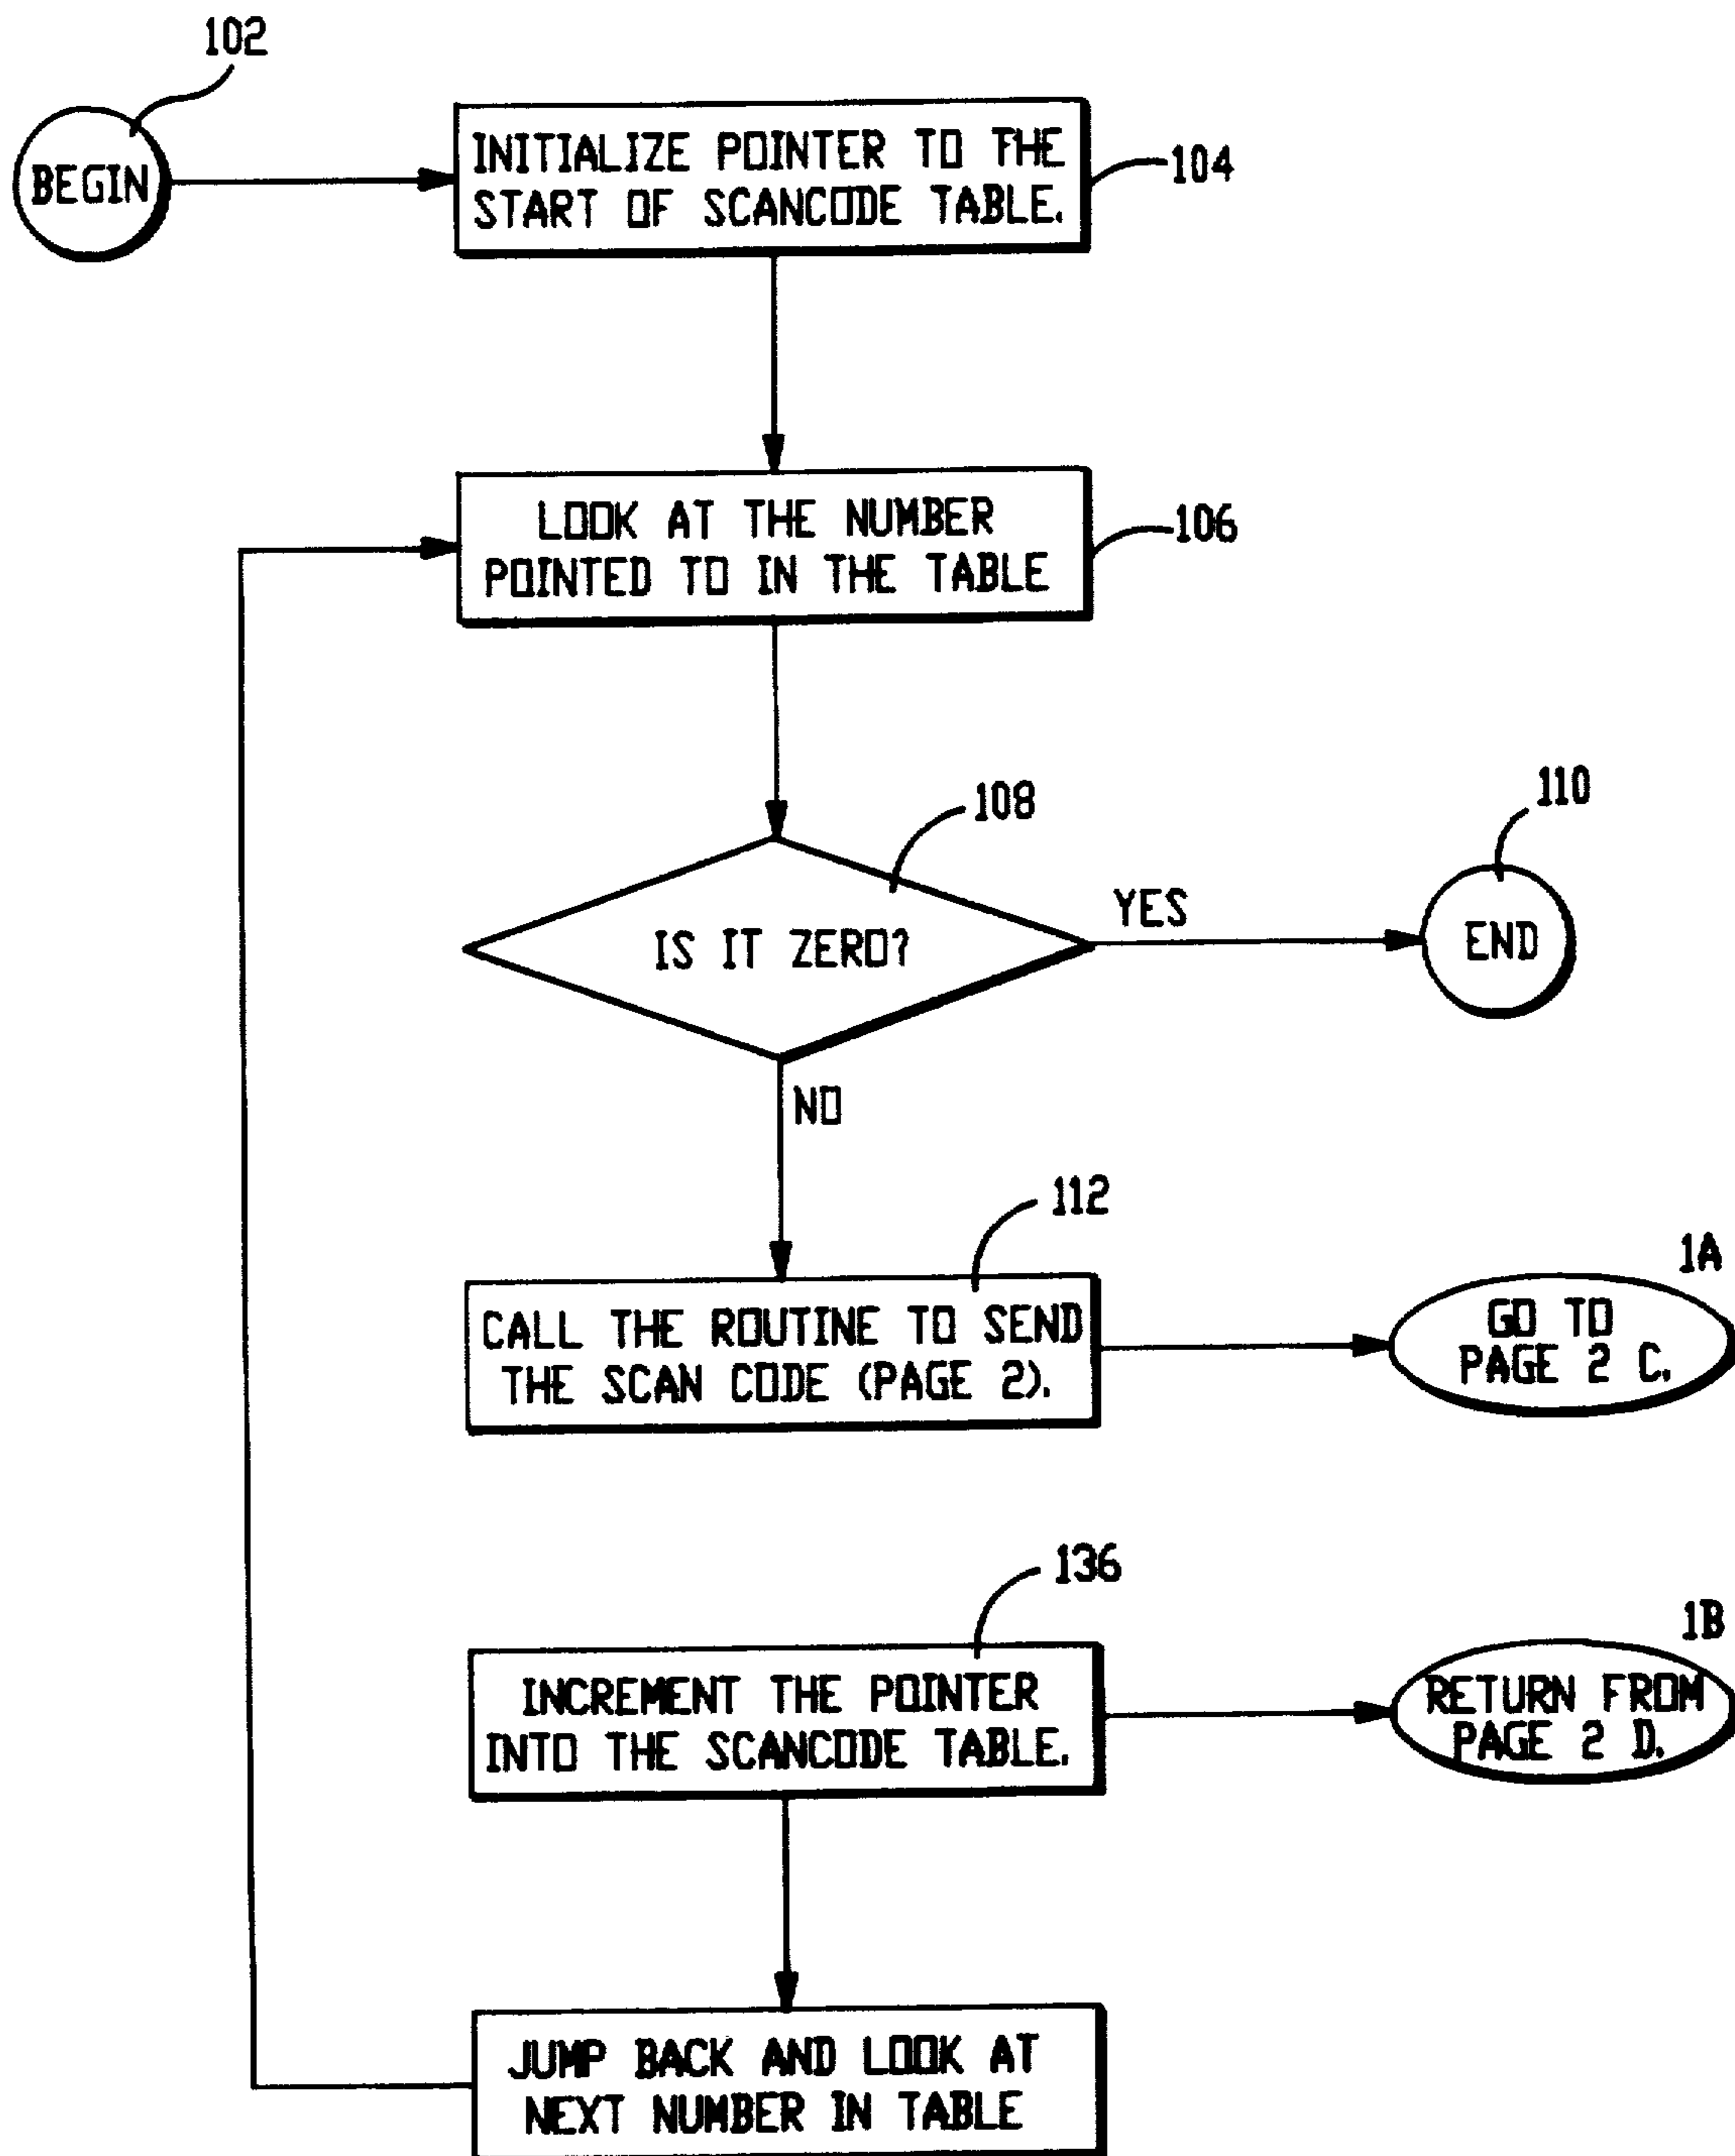 102
BEGIN
INITIALIZE POINTER TO THE
START OF SCANCODE TABLE.
104
LOOK AT THE NUMBER
POINTED TO IN THE TABLE
106
108
IS IT ZERO?
YES
110
END
NO
112
CALL THE ROUTINE TO SEND
THE SCAN CODE (PAGE 2).
1A
GO TO
PAGE 2 C.
136
INCREMENT THE POINTER
INTO THE SCANCODE TABLE.
1B
RETURN FROM
PAGE 2 D.
JUMP BACK AND LOOK AT
NEXT NUMBER IN TABLE